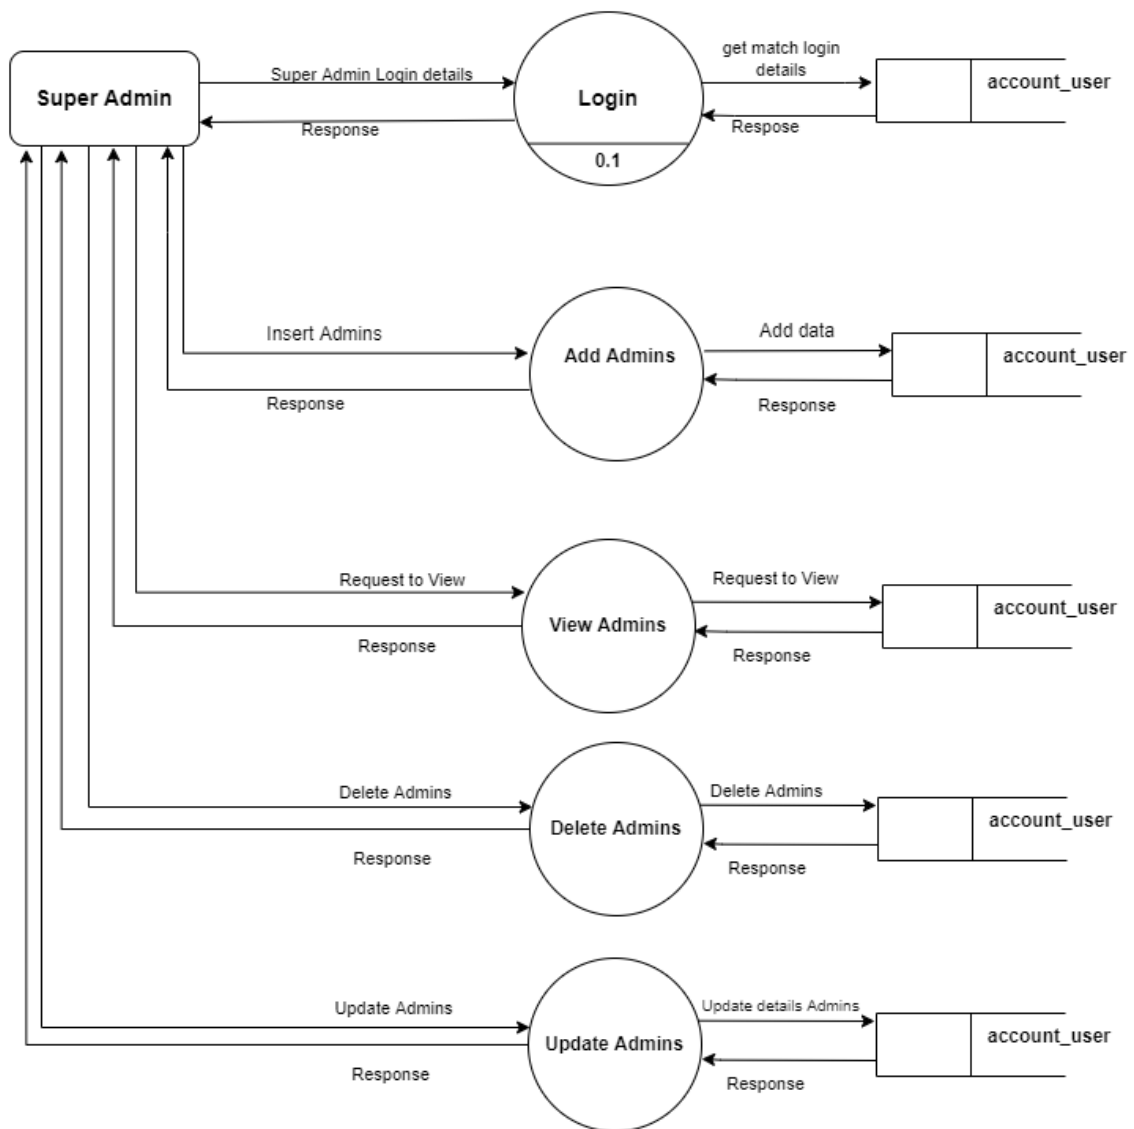 Super Admin
Super Admin Login details
Response
Login
0.1
get match login
details
Respose
account_user
Insert Admins
Response
Add Admins
Add data
Response
account_user
Request to View
Response
View Admins
Request to View
Response
account_user
Delete Admins
Response
Delete Admins
Delete Admins
Response
account_user
Update Admins
Response
Update Admins
Update details Admins
Response
account_user